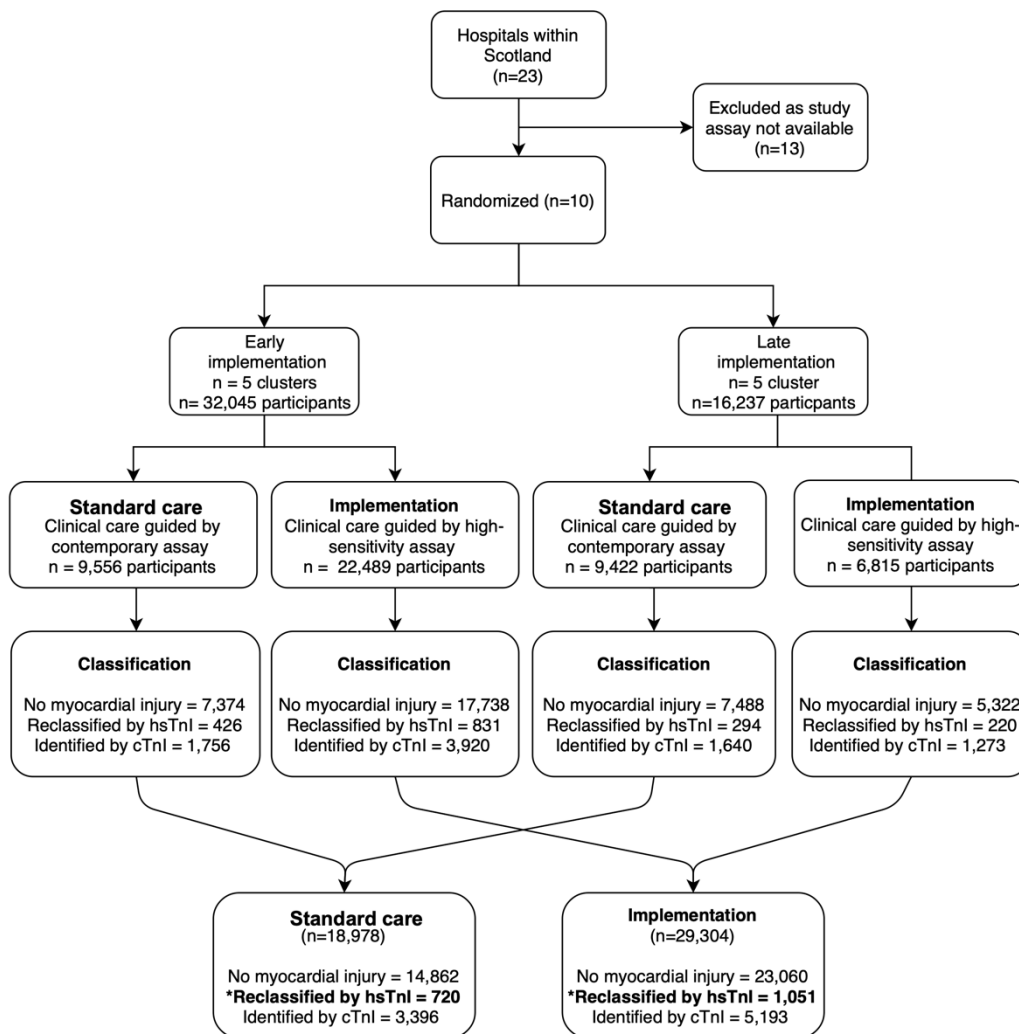 Hospitals within
Scotland
(n=23)
Excluded as study
assay not available
(n=13)
Randomized (n=10)
Early
implementation
n = 5 clusters
n= 32,045 participants
Late
implementation
n= 5 cluster
n=16,237 particpants
Standard care
Clinical care guided by
contemporary assay
n = 9,556 participants
Implementation
Clinical care guided by high-
sensitivity assay
n =  22,489 participants
Standard care
Clinical care guided by
contemporary assay
n = 9,422 participants
Implementation
Clinical care guided by high-
sensitivity assay
n = 6,815 participants
Classification
No myocardial injury = 7,374
Reclassified by hsTnI = 426
Identified by cTnI = 1,756
Classification
No myocardial injury = 17,738
Reclassified by hsTnI = 831
Identified by cTnI = 3,920
Classification
No myocardial injury = 7,488
Reclassified by hsTnI = 294
Identified by cTnI = 1,640
Classification
No myocardial injury = 5,322
Reclassified by hsTnI = 220
Identified by cTnI = 1,273
Standard care
(n=18,978)
No myocardial injury = 14,862
*Reclassified by hsTnI = 720
Identified by cTnI = 3,396
Implementation
(n=29,304)
No myocardial injury = 23,060
*Reclassified by hsTnI = 1,051
Identified by cTnI = 5,193